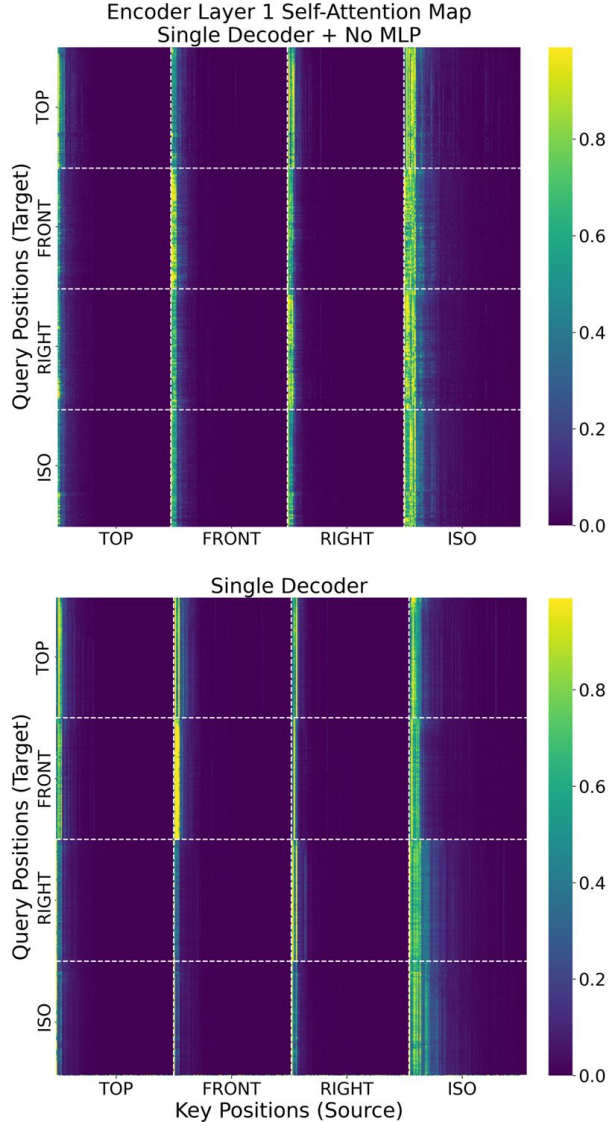 Encoder Layer 1 Self-Attention Map
Single Decoder + No MLP
Query Positions (Target)
TOP
FRONT
RIGHT
ISO
TOP FRONT RIGHT ISO
0.8
0.6
0.4
0.2
0.0
Single Decoder
Query Positions (Target)
TOP
FRONT
RIGHT
ISO
TOP FRONT RIGHT ISO
Key Positions (Source)
0.8
0.6
0.4
0.2
0.0